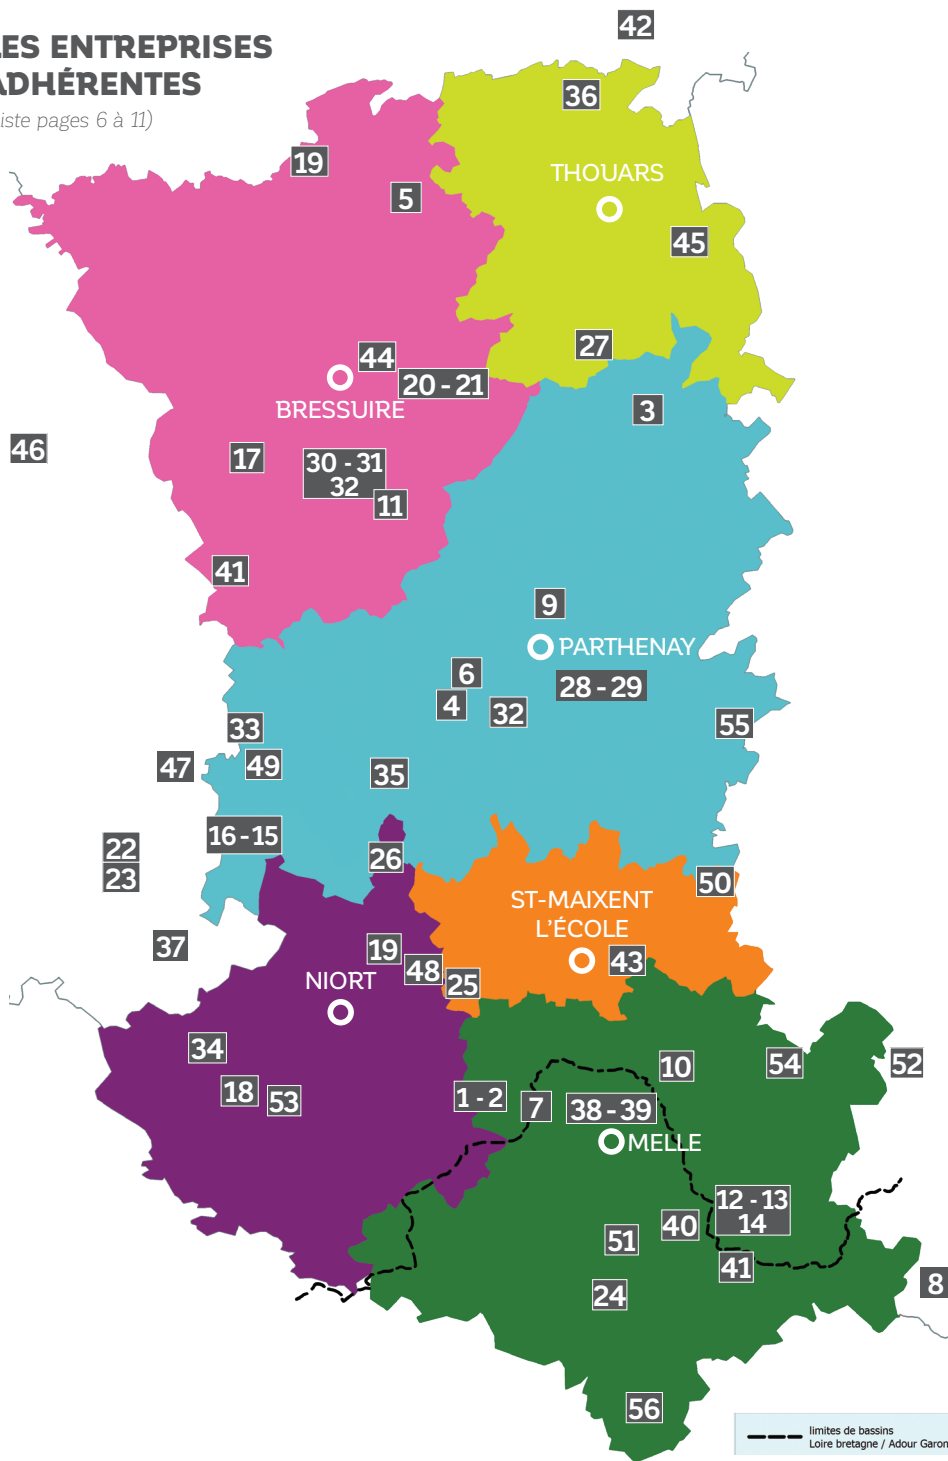 LES ENTREPRISES
ADHÉRENTES
iste pages 6 à 11)
42
36
THOUARS
19
5
45
27
44
20 - 21
BRESSUIRE
3
46
17
30 - 31
32
11
41
9
PARTHENAY
6
28 - 29
4
32
33
55
47
49
35
16 - 15
22
23
26
50
ST-MAIXENT
L'ÉCOLE
37
19
48
43
25
NIORT
34
18
53
1 - 2
7
38 - 39
10
54
52
MELLE
12 - 13
14
40
51
41
8
24
56
limites de bassins
Loire bretagne / Adour Garon